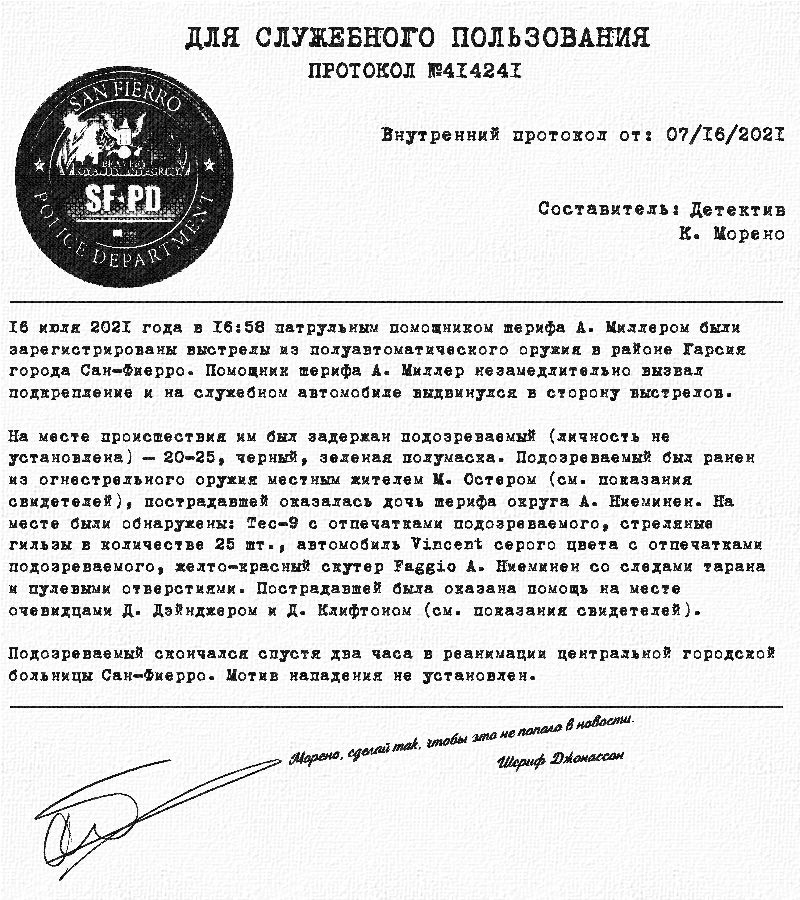 ДЛЯ СЛУЖЕБНОГО ПОЛЬЗОВАНИЯ
ПРОТОКОЛ №414241
SAN FIERRO
SF★PD
POLICE DEPARTMENT
Внутренний протокол от: 07/16/2021
Составитель: Детектив
К. Морено
16 июля 2021 года в 16:58 патрульным помощником шерифа А. Миллером были
зарегистрированы выстрелы из полуавтоматического оружия в районе Гарсия
города Сан-Фиерро. Помощник шерифа А. Миллер незамедлительно вызвал
подкрепление и на служебном автомобиле выдвинулся в сторону выстрелов.
На месте происшествия им был задержан подозреваемый (личность не
установлена) — 20-25, черный, зеленая полумаска. Подозреваемый был ранен
из огнестрельного оружия местным жителем М. Остером (см. показания
свидетелей), пострадавшей оказалась дочь шерифа округа А. Ниеминен. На
месте были обнаружены: Тес-9 с отпечатками подозреваемого, стреляные
гильзы в количестве 25 шт., автомобиль Vincent серого цвета с отпечатками
подозреваемого, желто-красный скутер Faggio А. Ниеминен со следами тарана
и пулевыми отверстиями. Пострадавшей была оказана помощь на месте
очевидцами Д. Дэйнджером и Д. Клифтоном (см. показания свидетелей).
Подозреваемый скончался спустя два часа в реанимации центральной городской
больницы Сан-Фиерро. Мотив нападения не установлен.
Морено, сделай так, чтобы это не попало в новости.
Шериф Джонассон